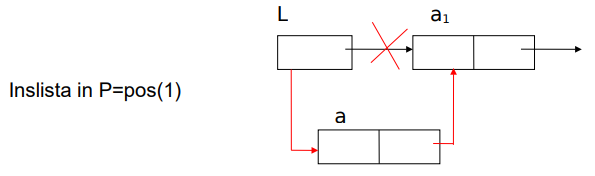 L
a₁
Inslista in P=pos(1)
a